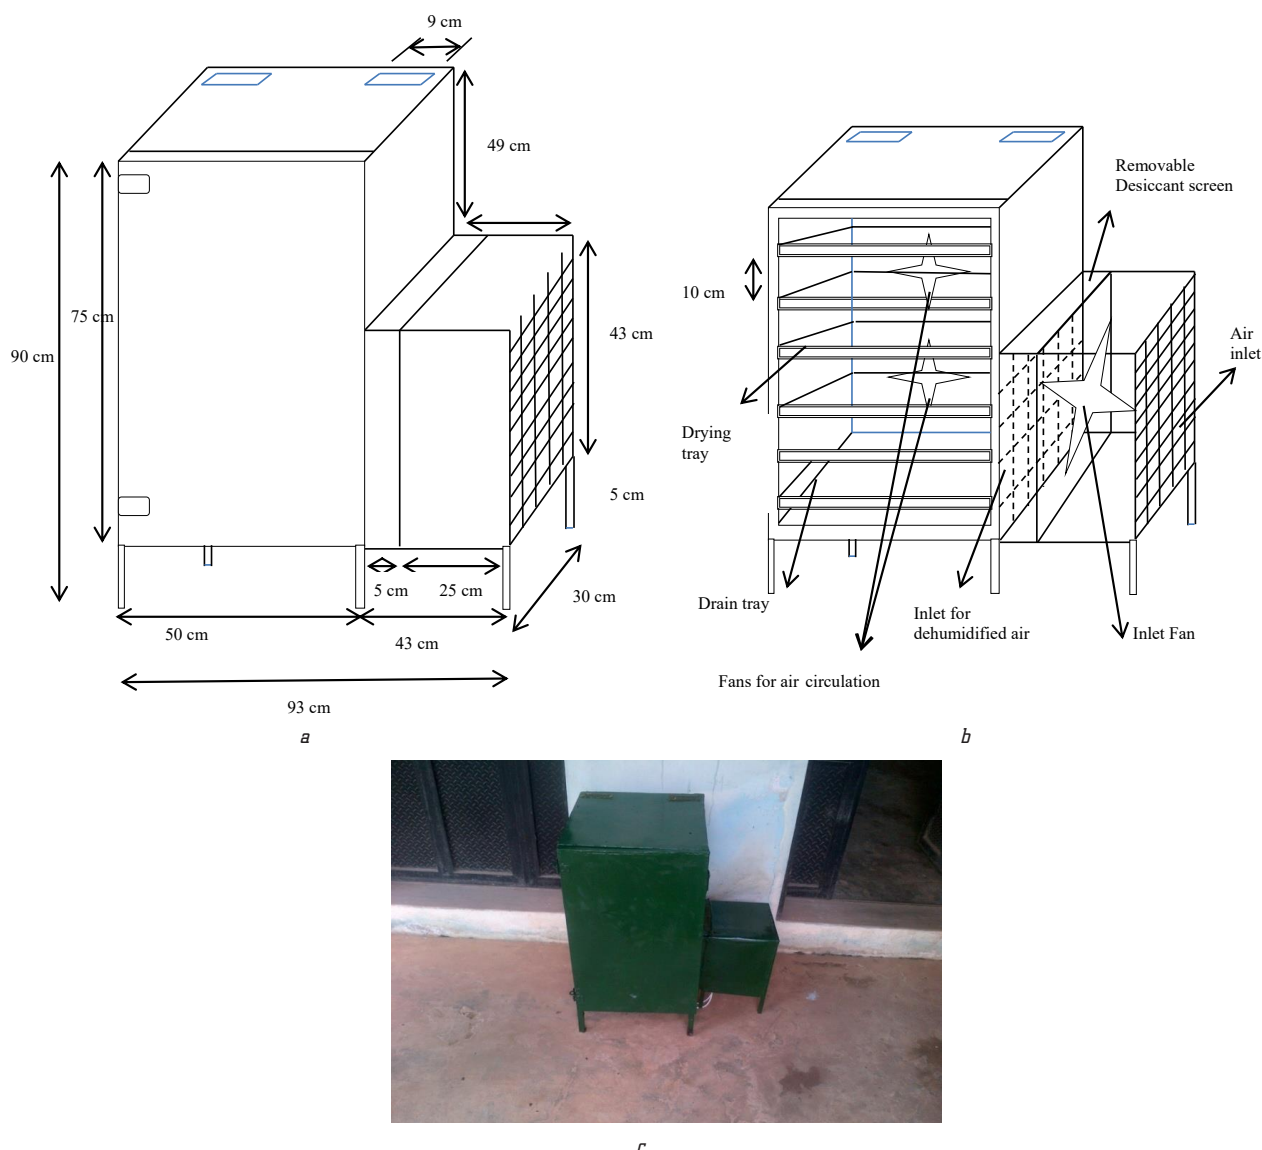 9 cm
49 cm
75 cm
90 cm
43 cm
5 cm
5 cm
25 cm
30 cm
50 cm
43 cm
93 cm
a
Removable
Desiccant screen
10 cm
Air
inlet
Drying
tray
Drain tray
Inlet for
dehumidified air
Inlet Fan
Fans for air circulation
b
c